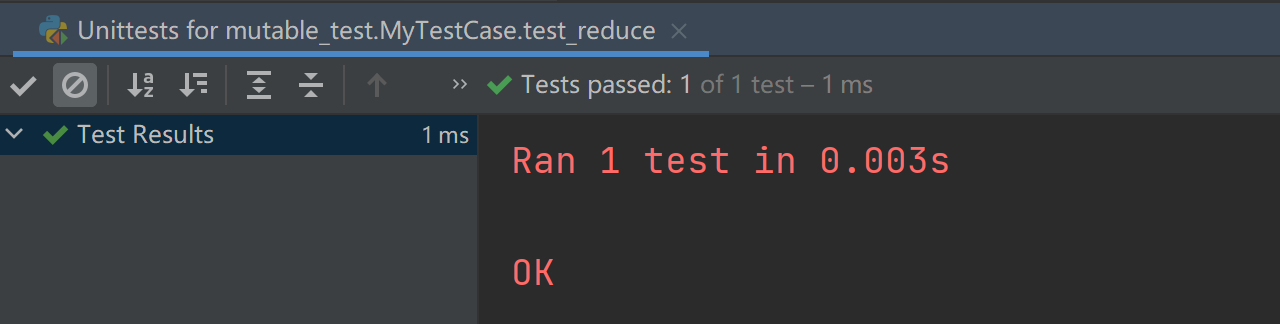 Unittests for mutable_test.MyTestCase.test_reduce
Tests passed: 1 of 1 test – 1 ms
Test Results 1 ms
Ran 1 test in 0.003s
OK